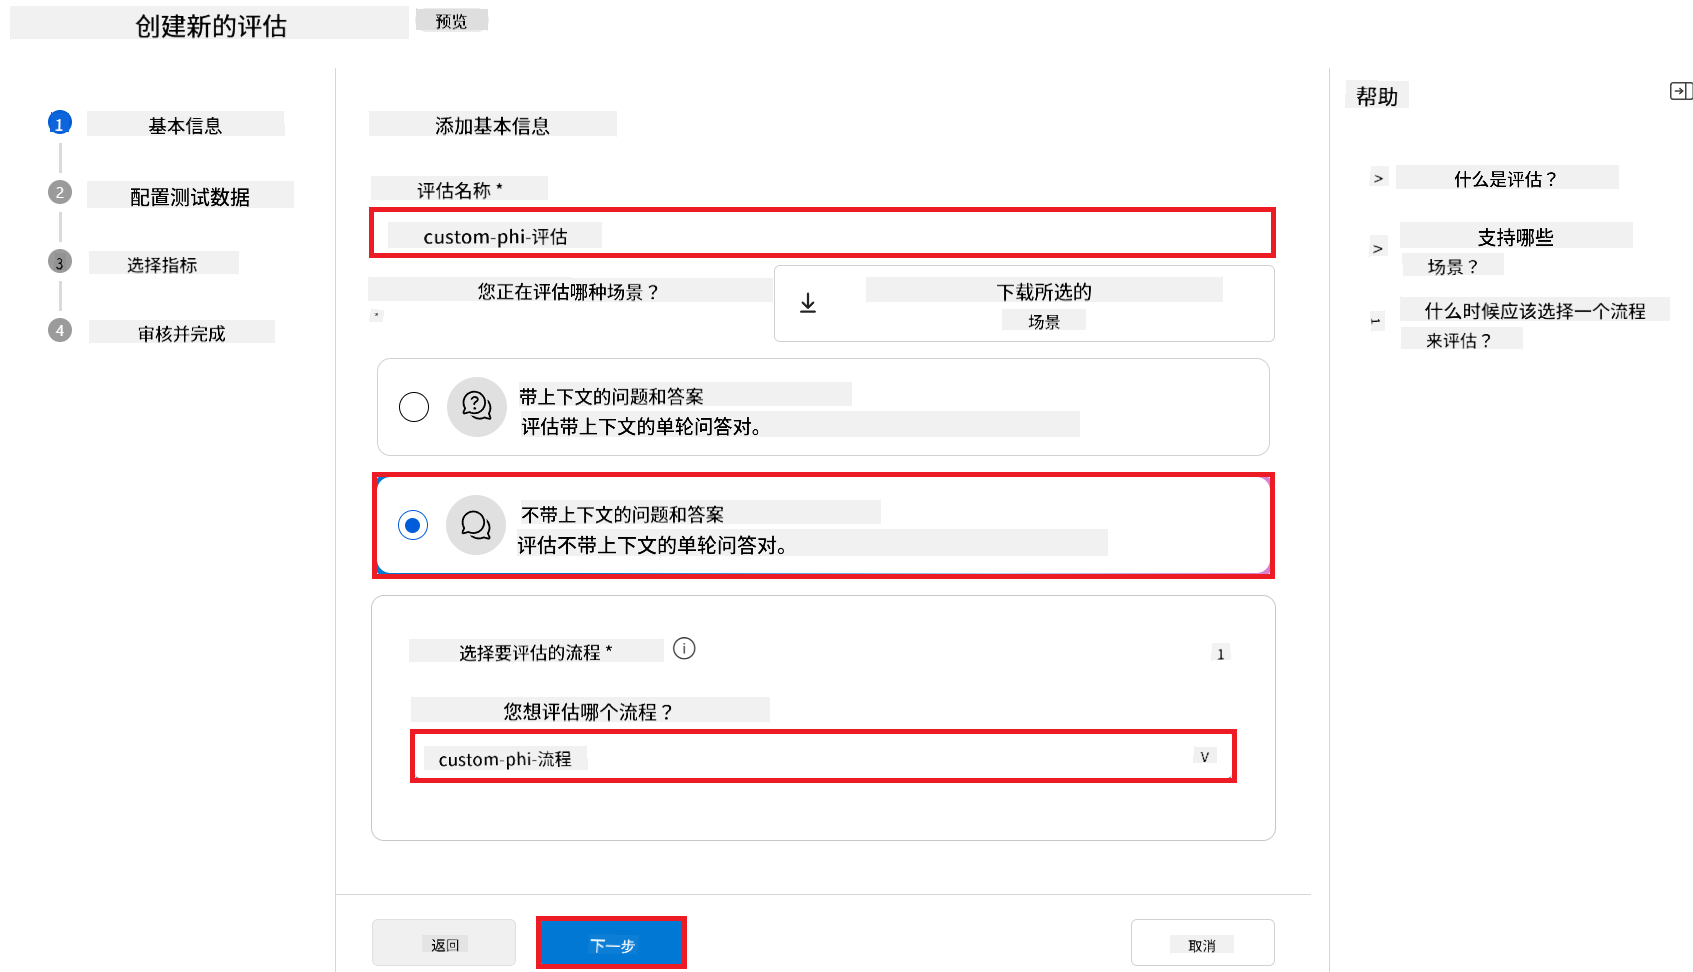 创建新的评估
预览
1 基本信息
2 配置测试数据
3 选择指标
4 审核并完成
添加基本信息
评估名称 *
custom-phi-评估
您正在评估哪种场景？
*
下载所选的
场景
带上下文的问题和答案
评估带上下文的单轮问答对。
不带上下文的问题和答案
评估不带上下文的单轮问答对。
选择要评估的流程 *
1
您想评估哪个流程？
custom-phi-流程
V
返回
下一步
取消
帮助
> 什么是评估？
> 支持哪些
场景？
1 什么时候应该选择一个流程
来评估？